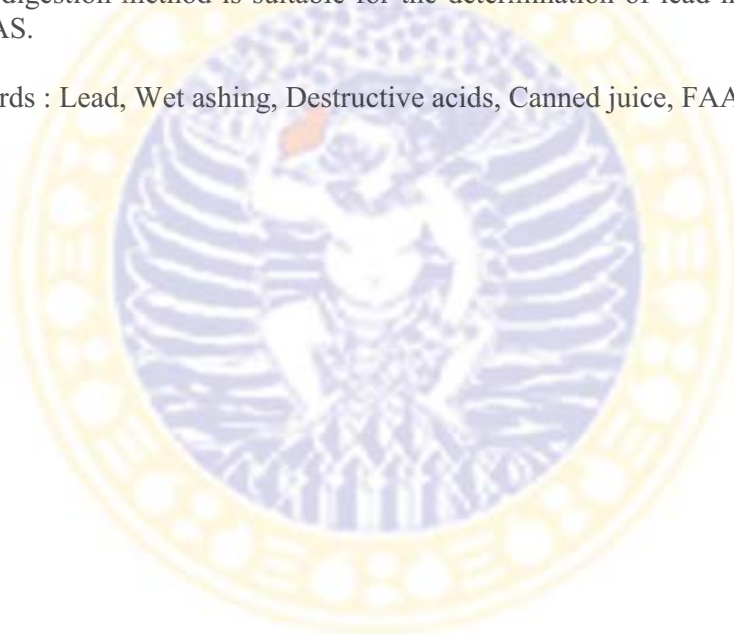 digestion method is suitable for the determination of lead in
AS.
rds : Lead, Wet ashing, Destructive acids, Canned juice, FAA